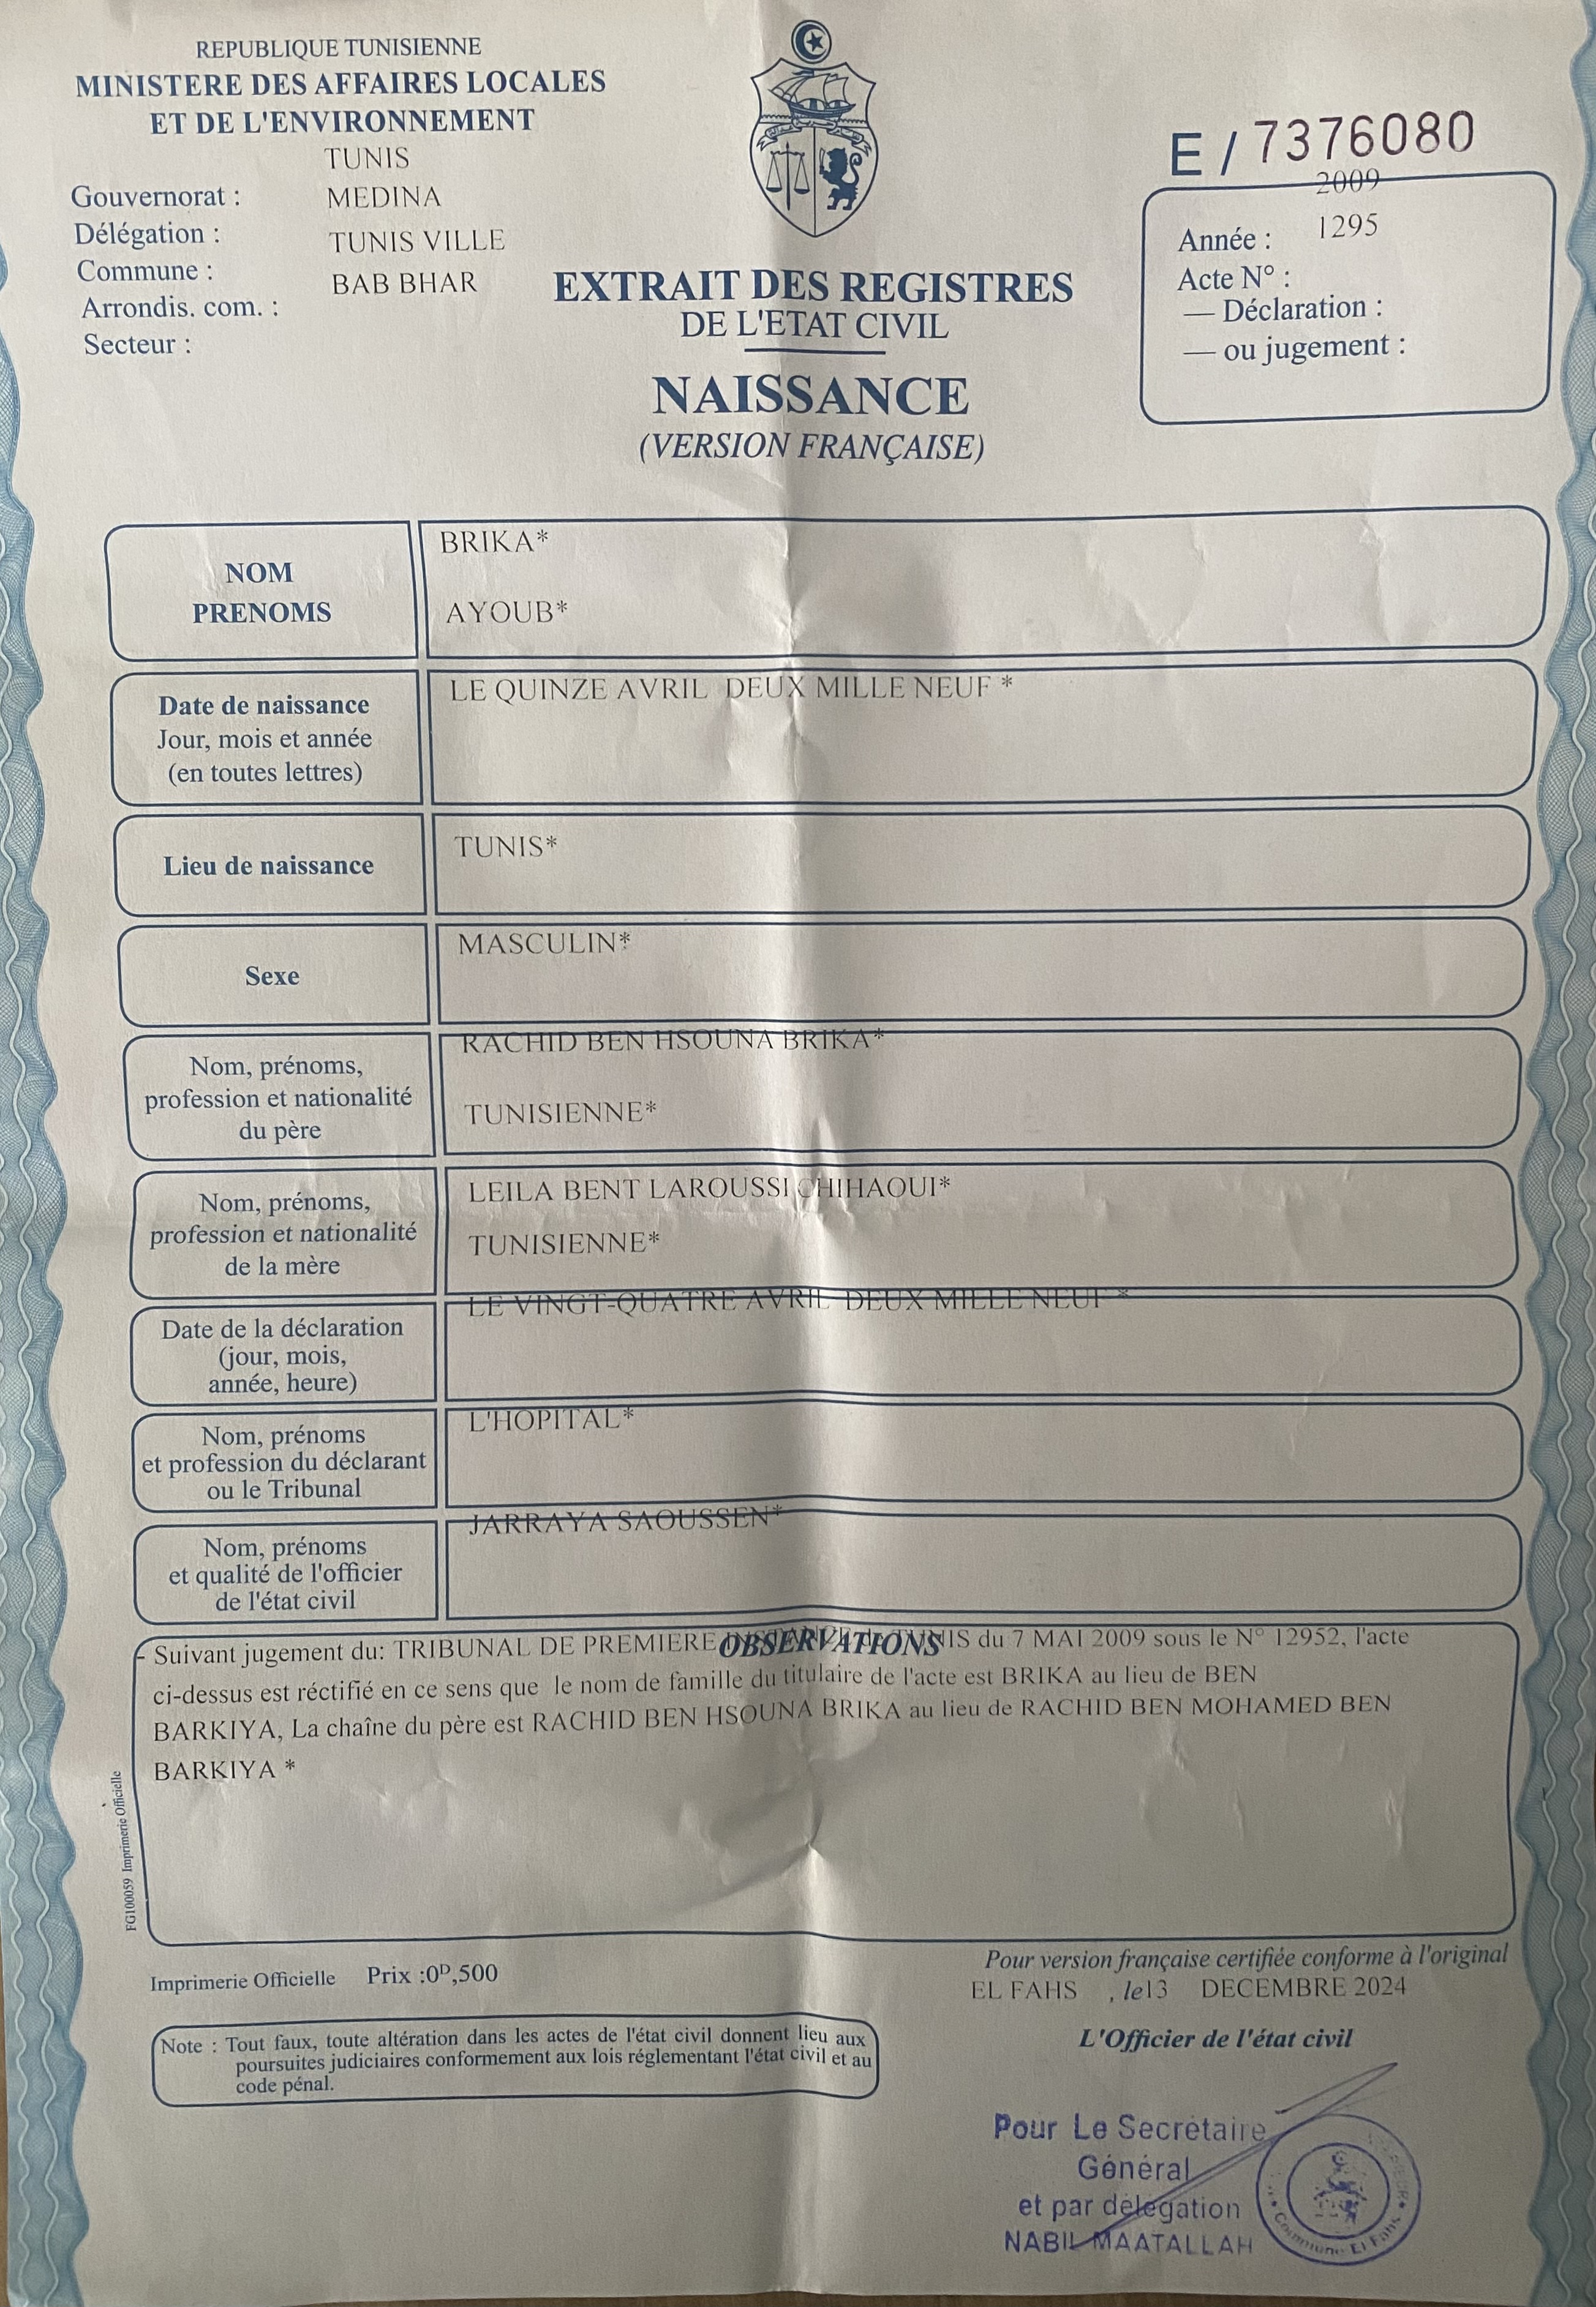 REPUBLIQUE TUNISIENNE
MINISTERE DES AFFAIRES LOCALES
ET DE L'ENVIRONNEMENT
TUNIS
Gouvernorat : MEDINA
Délégation : TUNIS VILLE
Commune : BAB BHAR
Arrondis. com. :
Secteur :
E / 7376080
2009
Année : 1295
Acte N° :
— Déclaration :
— ou jugement :
EXTRAIT DES REGISTRES
DE L'ETAT CIVIL
NAISSANCE
(VERSION FRANÇAISE)
NOM
PRENOMS
BRIKA*
AYOUB*
Date de naissance
Jour, mois et année
(en toutes lettres)
LE QUINZE AVRIL DEUX MILLE NEUF *
Lieu de naissance
TUNIS*
Sexe
MASCULIN*
Nom, prénoms,
profession et nationalité
du père
RACHID BEN HSOUNA BRIKA*
TUNISIENNE*
Nom, prénoms,
profession et nationalité
de la mère
LEILA BENT LAROUSSI CHIHAOUI*
TUNISIENNE*
Date de la déclaration
(jour, mois,
année, heure)
LE VINGT-QUATRE AVRIL DEUX MILLE NEUF *
Nom, prénoms
et profession du déclarant
ou le Tribunal
L'HOPITAL*
Nom, prénoms
et qualité de l'officier
de l'état civil
JARRAYA SAOUSSEN*
OBSERVATIONS
- Suivant jugement du: TRIBUNAL DE PREMIERE INSTANCE de TUNIS du 7 MAI 2009 sous le N° 12952, l'acte
ci-dessus est réctifié en ce sens que le nom de famille du titulaire de l'acte est BRIKA au lieu de BEN
BARKIYA, La chaîne du père est RACHID BEN HSOUNA BRIKA au lieu de RACHID BEN MOHAMED BEN
BARKIYA *
FG100059 Imprimerie Officielle
Imprimerie Officielle Prix :0ᴰ,500
Pour version française certifiée conforme à l'original
EL FAHS , le13 DECEMBRE 2024
L'Officier de l'état civil
Note : Tout faux, toute altération dans les actes de l'état civil donnent lieu aux
poursuites judiciaires conformement aux lois réglementant l'état civil et au
code pénal.
Pour Le Secrétaire
Général
et par délégation
NABIL MAATALLAH
Commune El Fahs